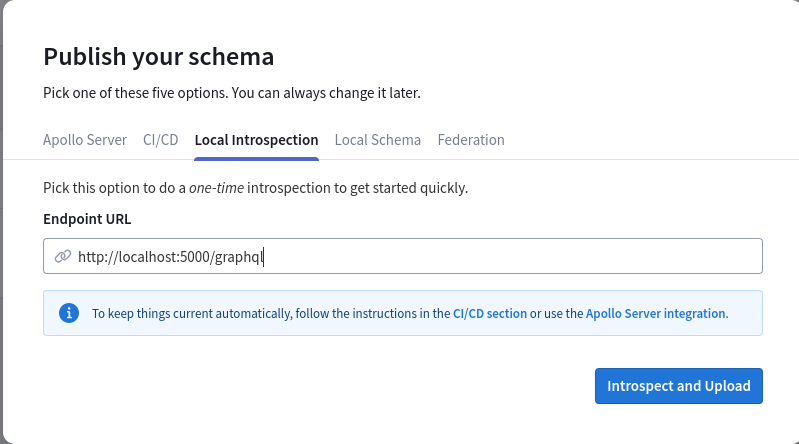 Publish your schema
Pick one of these five options. You can always change it later.
Apollo Server CI/CD Local Introspection Local Schema Federation
Pick this option to do a one-time introspection to get started quickly.
Endpoint URL
http://localhost:5000/graphql
To keep things current automatically, follow the instructions in the CI/CD section or use the Apollo Server integration.
Introspect and Upload